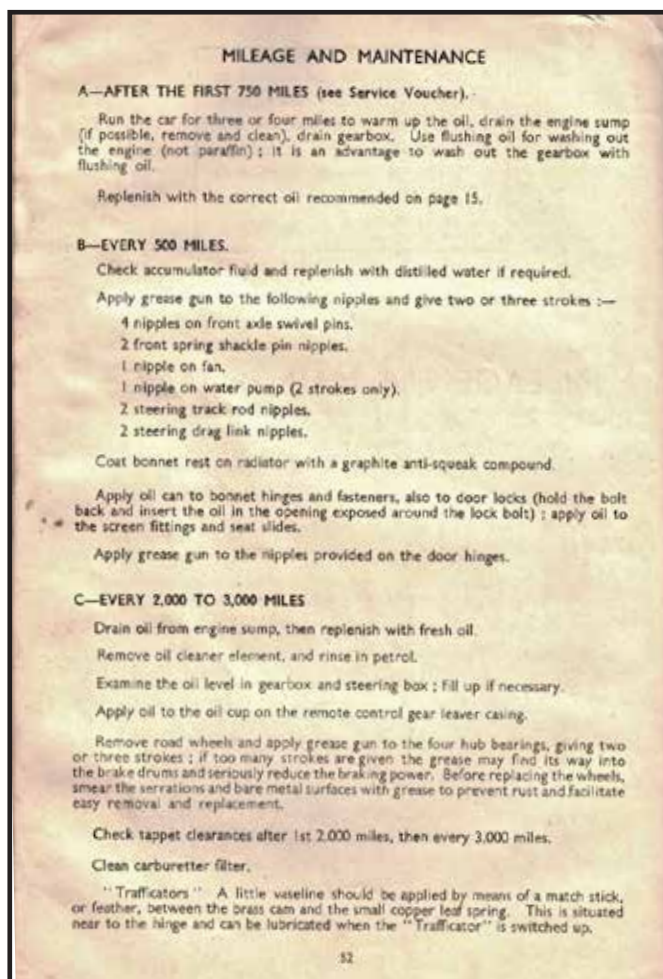 MILEAGE AND MAINTENANCE
A—AFTER THE FIRST 750 MILES (see Service Voucher).
Run the car for three or four miles to warm up the oil, drain the engine sump
(if possible, remove and clean), drain gearbox. Use flushing oil for washing out
the engine (not paraffin) ; it is an advantage to wash out the gearbox with
flushing oil.
Replenish with the correct oil recommended on page 15.
B—EVERY 500 MILES.
Check accumulator fluid and replenish with distilled water if required.
Apply grease gun to the following nipples and give two or three strokes :—
4 nipples on front axle swivel pins.
2 front spring shackle pin nipples.
1 nipple on fan.
1 nipple on water pump (2 strokes only).
2 steering track rod nipples.
2 steering drag link nipples.
Coat bonnet rest on radiator with a graphite anti-squeak compound.
Apply oil can to bonnet hinges and fasteners, also to door locks (hold the bolt
back and insert the oil in the opening exposed around the lock bolt) ; apply oil to
the screen fittings and seat slides.
Apply grease gun to the nipples provided on the door hinges.
C—EVERY 2,000 TO 3,000 MILES
Drain oil from engine sump, then replenish with fresh oil.
Remove oil cleaner element, and rinse in petrol.
Examine the oil level in gearbox and steering box ; fill up if necessary.
Apply oil to the oil cup on the remote control gear leaver casing.
Remove road wheels and apply grease gun to the four hub bearings, giving two
or three strokes ; if too many strokes are given the grease may find its way into
the brake drums and seriously reduce the braking power. Before replacing the wheels,
smear the serrations and bare metal surfaces with grease to prevent rust and facilitate
easy removal and replacement.
Check tappet clearances after 1st 2,000 miles, then every 3,000 miles.
Clean carburetter filter.
"Trafficators" A little vaseline should be applied by means of a match stick,
or feather, between the brass cam and the small copper leaf spring. This is situated
near to the hinge and can be lubricated when the "Trafficator" is switched up.
52